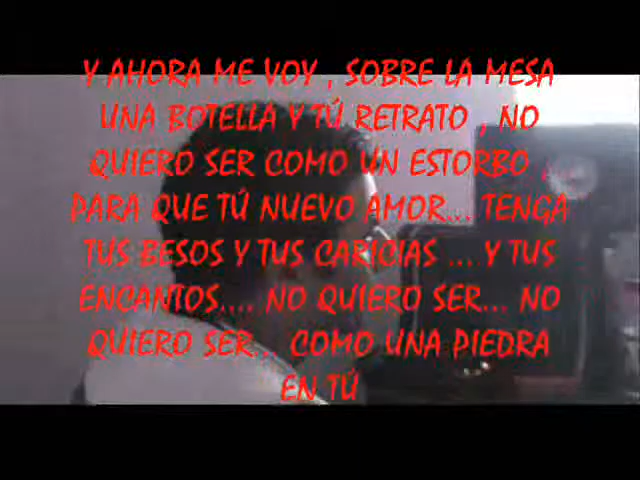 Y AHORA ME VOY , SOBRE LA MESA
UNA BOTELLA Y TÚ RETRATO , NO
QUIERO SER COMO UN ESTORBO ,
PARA QUE TÚ NUEVO AMOR... TENGA
TUS BESOS Y TUS CARICIAS ... Y TUS
ENCANTOS.... NO QUIERO SER... NO
QUIERO SER... COMO UNA PIEDRA
EN TÚ